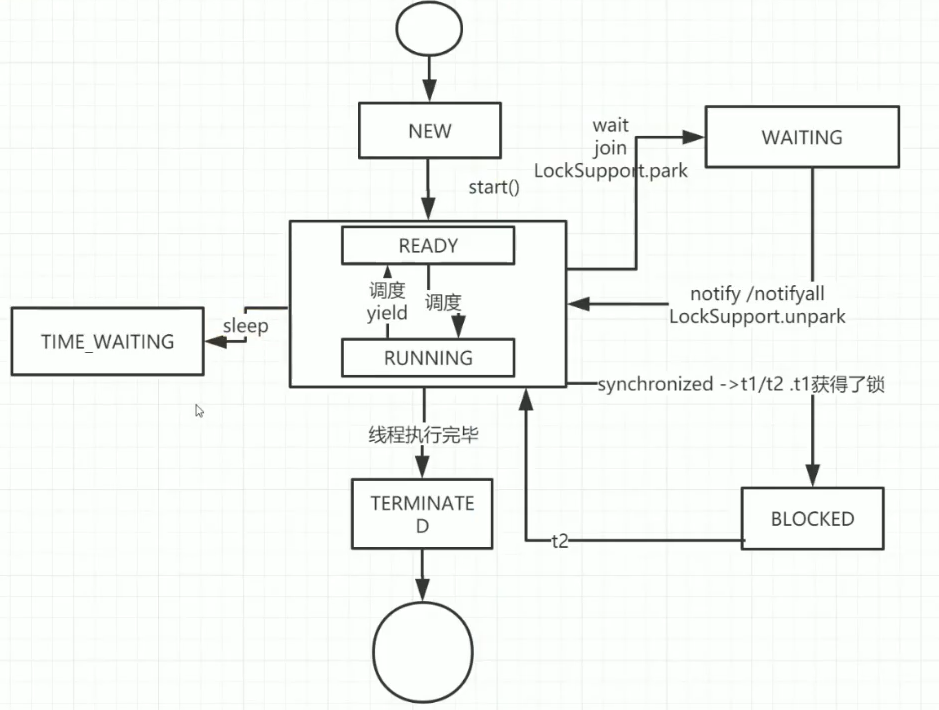 NEW
start()
wait
join
LockSupport.park
WAITING
READY
调度
yield
调度
RUNNING
sleep
TIME_WAITING
notify /notifyall
LockSupport.unpark
synchronized ->t1/t2 .t1获得了锁
线程执行完毕
TERMINATE
D
BLOCKED
t2